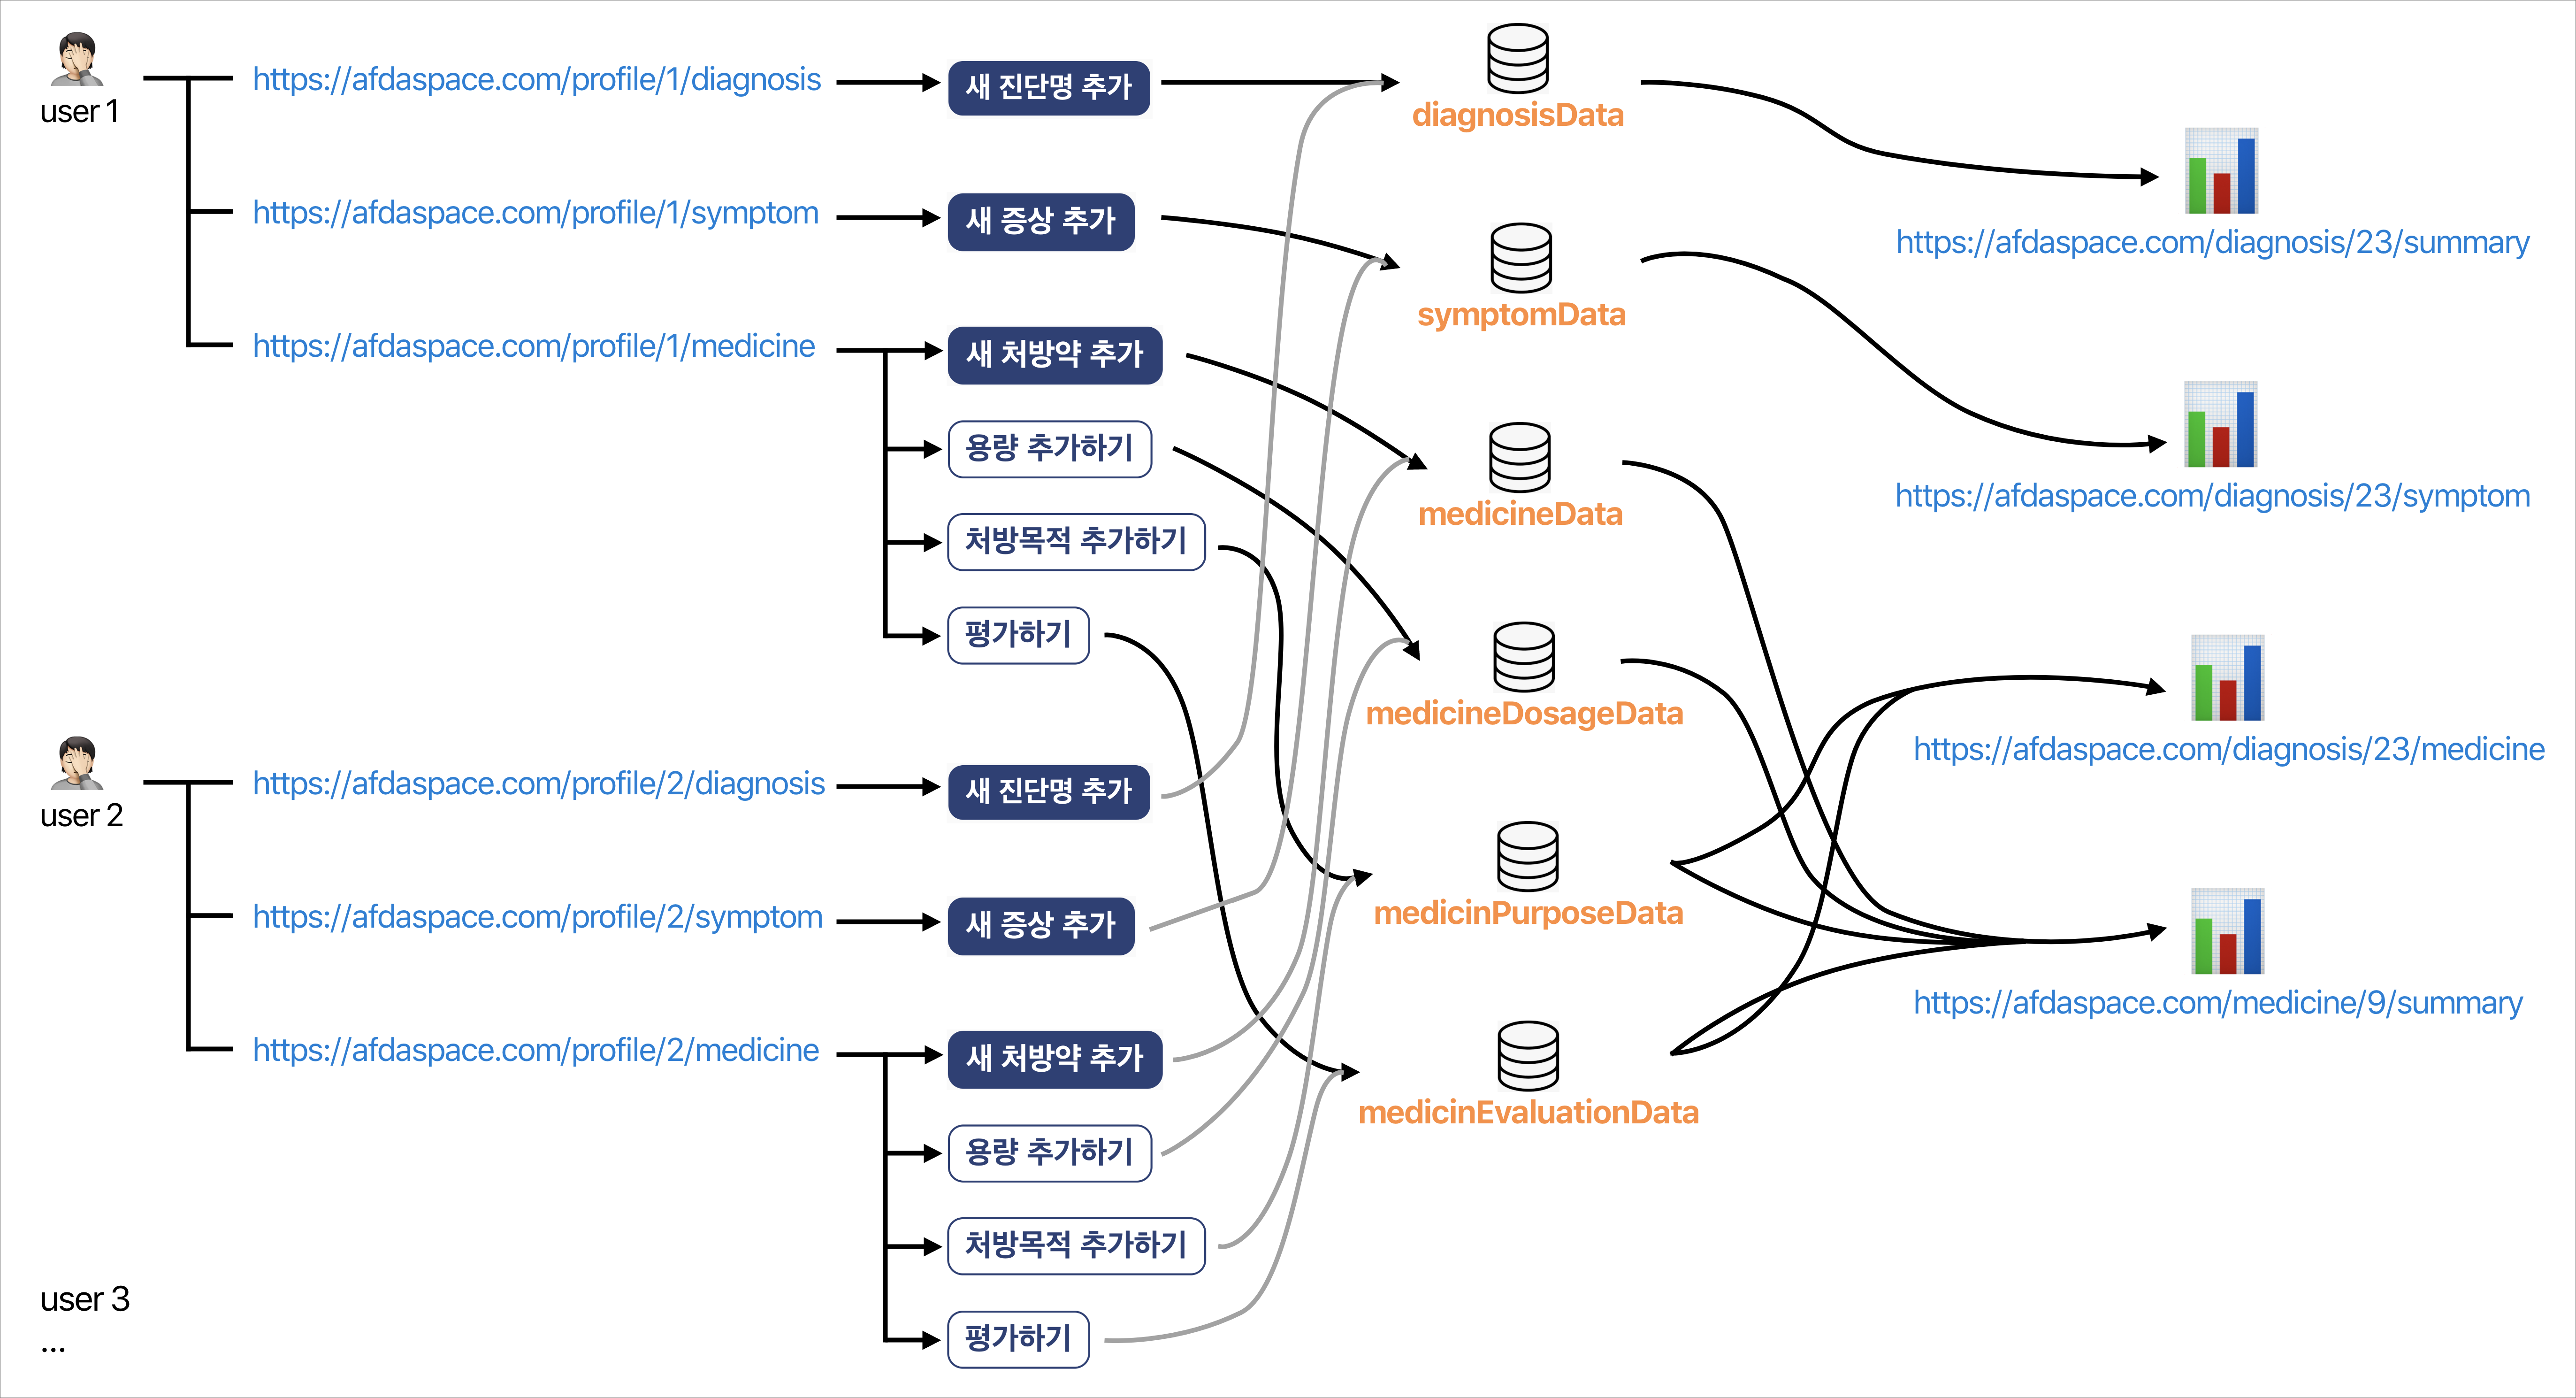 user 1
https://afdaspace.com/profile/1/diagnosis
새 진단명 추가
https://afdaspace.com/profile/1/symptom
새 증상 추가
https://afdaspace.com/profile/1/medicine
새 처방약 추가
용량 추가하기
처방목적 추가하기
평가하기
user 2
https://afdaspace.com/profile/2/diagnosis
새 진단명 추가
https://afdaspace.com/profile/2/symptom
새 증상 추가
https://afdaspace.com/profile/2/medicine
새 처방약 추가
용량 추가하기
처방목적 추가하기
평가하기
user 3
...
diagnosisData
symptomData
medicineData
medicineDosageData
medicinPurposeData
medicinEvaluationData
https://afdaspace.com/diagnosis/23/summary
https://afdaspace.com/diagnosis/23/symptom
https://afdaspace.com/diagnosis/23/medicine
https://afdaspace.com/medicine/9/summary